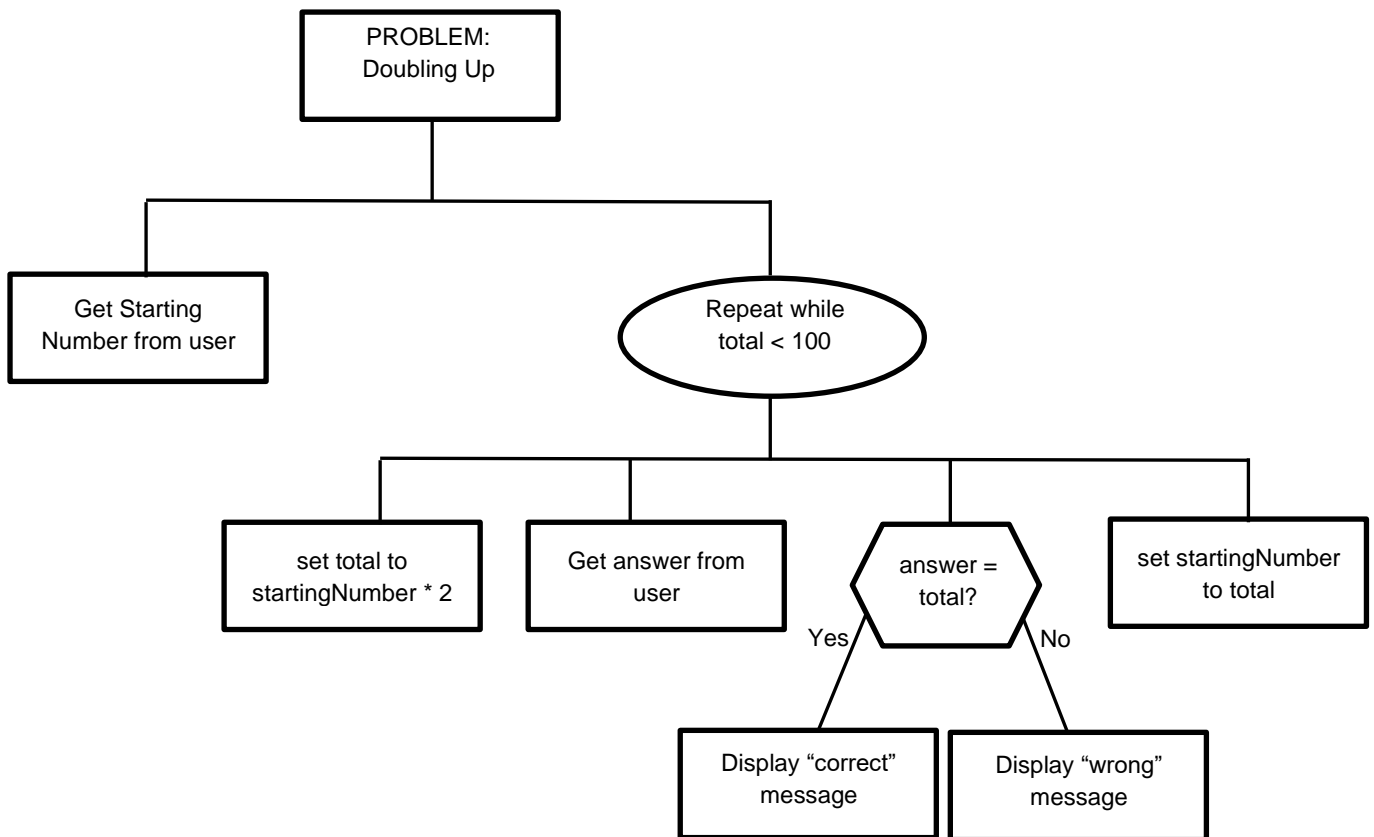 PROBLEM:
Doubling Up
Get Starting
Number from user
Repeat while
total < 100
set total to
startingNumber * 2
Get answer from
user
answer =
total?
set startingNumber
to total
Yes
No
Display “correct”
message
Display “wrong”
message